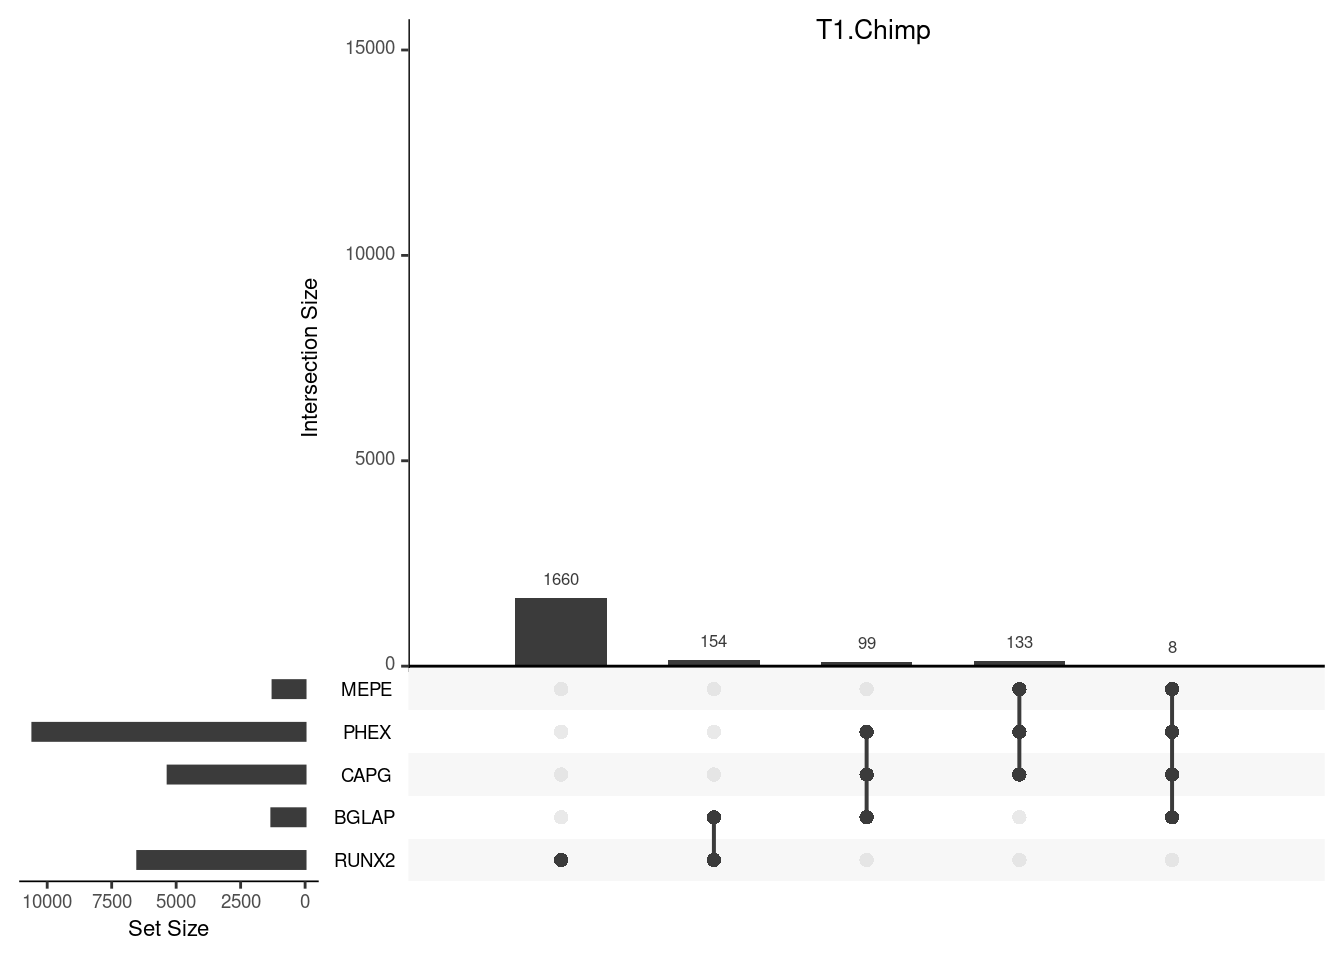 T1.Chimp
15000
10000
5000
0
Intersection Size
1660
154
99
133
8
MEPE
PHEX
CAPG
BGLAP
RUNX2
10000 7500 5000 2500 0
Set Size